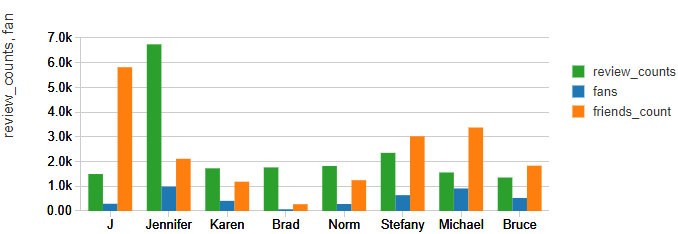 review_counts, fan
7.0k
6.0k
5.0k
4.0k
3.0k
2.0k
1.0k
0.00
J Jennifer Karen Brad Norm Stefany Michael Bruce
review_counts
fans
friends_count